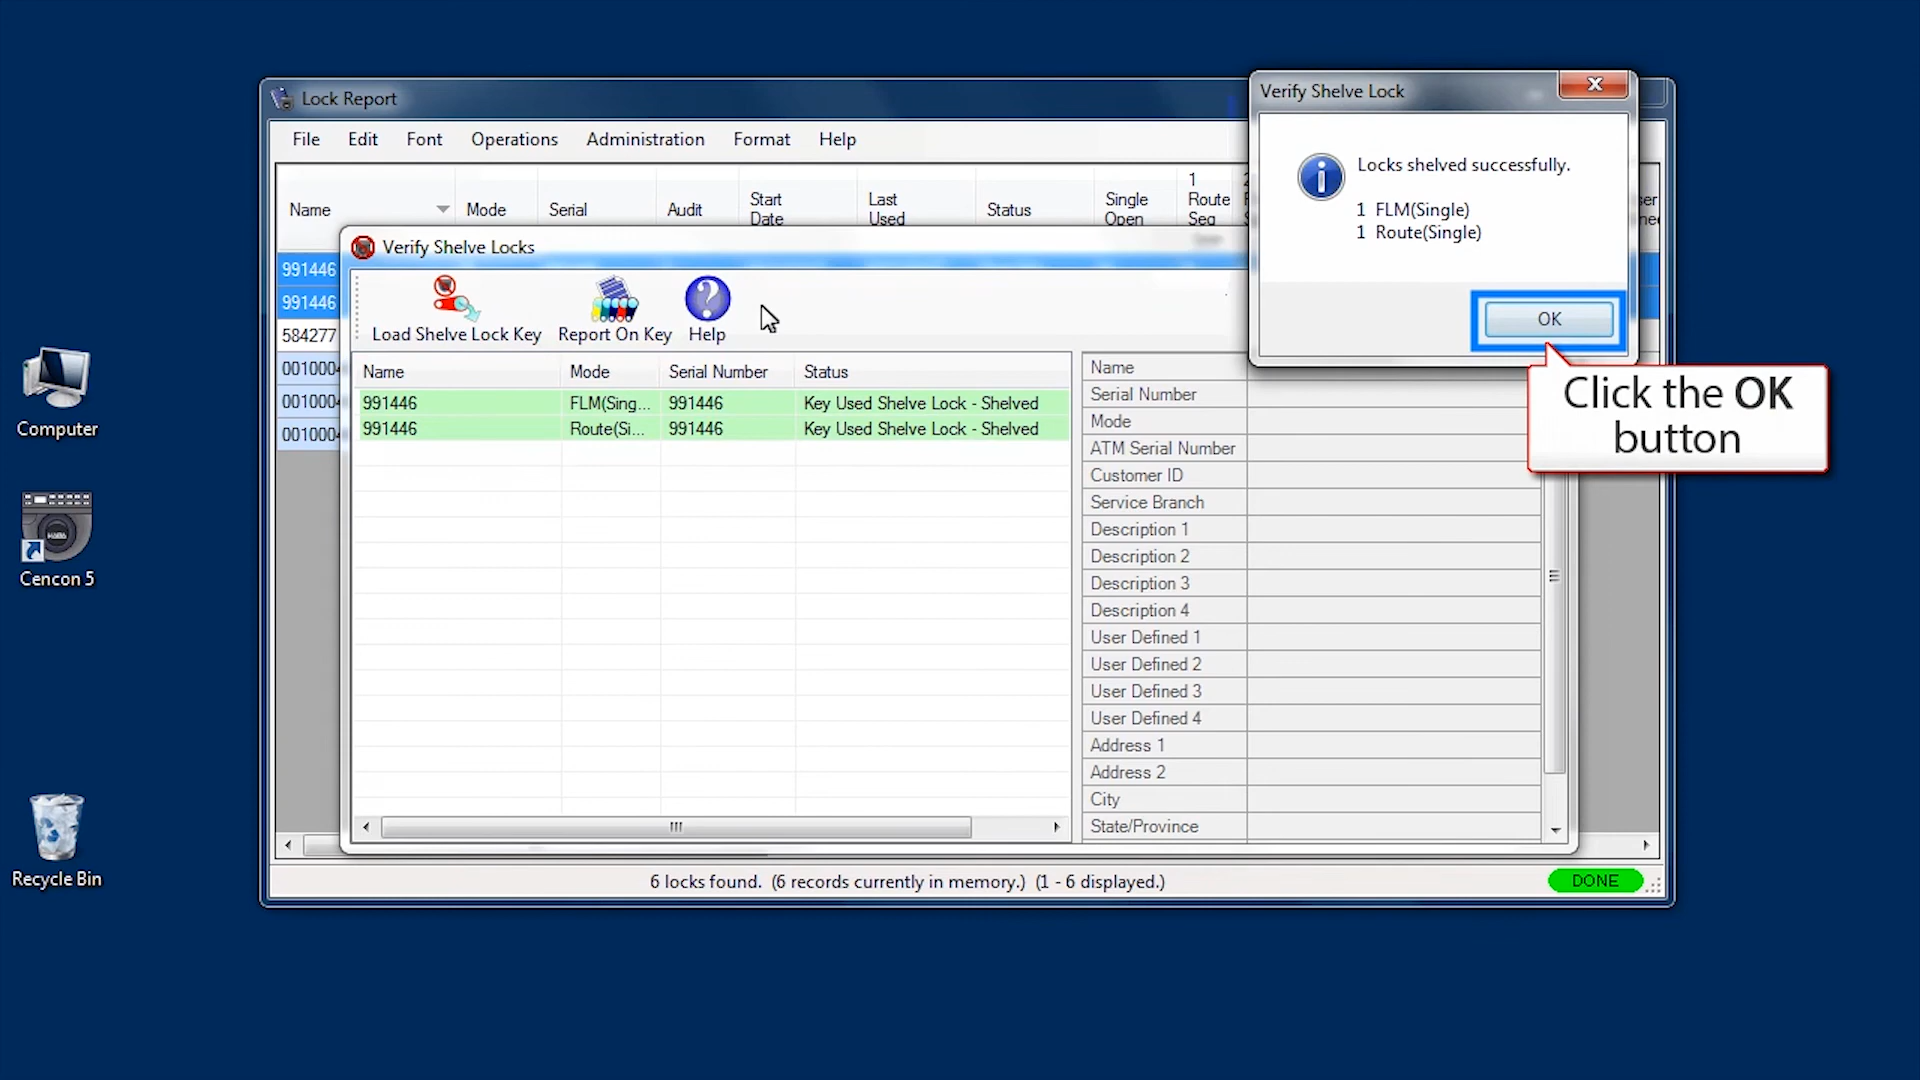 Lock Report
File Edit Font Operations Administration Format Help
Name Mode Serial Audit Start Date Last Used Status Single Open 1 Route Seq
991446
991446
584277
Verify Shelve Locks
Load Shelve Lock Key Report On Key Help
Name Mode Serial Number Status
991446 FLM(Sing... 991446 Key Used Shelve Lock - Shelved
991446 Route(Si... 991446 Key Used Shelve Lock - Shelved
Name
Serial Number
Mode
ATM Serial Number
Customer ID
Service Branch
Description 1
Description 2
Description 3
Description 4
User Defined 1
User Defined 2
User Defined 3
User Defined 4
Address 1
Address 2
City
State/Province
Verify Shelve Lock
Locks shelved successfully.
1 FLM(Single)
1 Route(Single)
OK
Click the OK
button
6 locks found. (6 records currently in memory.) (1 - 6 displayed.)
DONE
Computer
Cencon 5
Recycle Bin